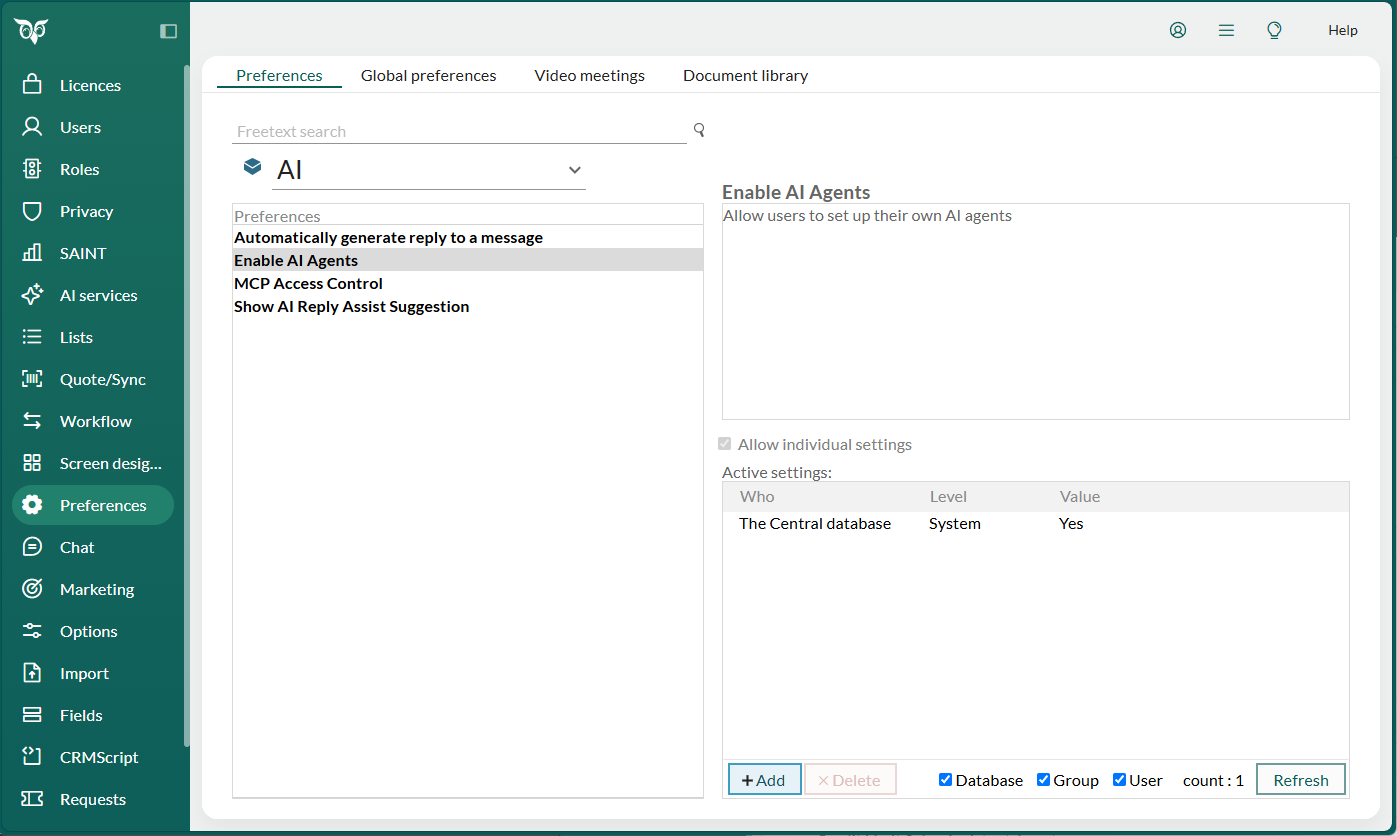 Help
Licences
Users
Roles
Privacy
SAINT
AI services
Lists
Quote/Sync
Workflow
Screen desig...
Preferences
Chat
Marketing
Options
Import
Fields
CRMScript
Requests
Preferences Global preferences Video meetings Document library
Freetext search
AI
Preferences
Automatically generate reply to a message
Enable AI Agents
MCP Access Control
Show AI Reply Assist Suggestion
Enable AI Agents
Allow users to set up their own AI agents
Allow individual settings
Active settings:
Who Level Value
The Central database System Yes
+ Add × Delete Database Group User count : 1 Refresh